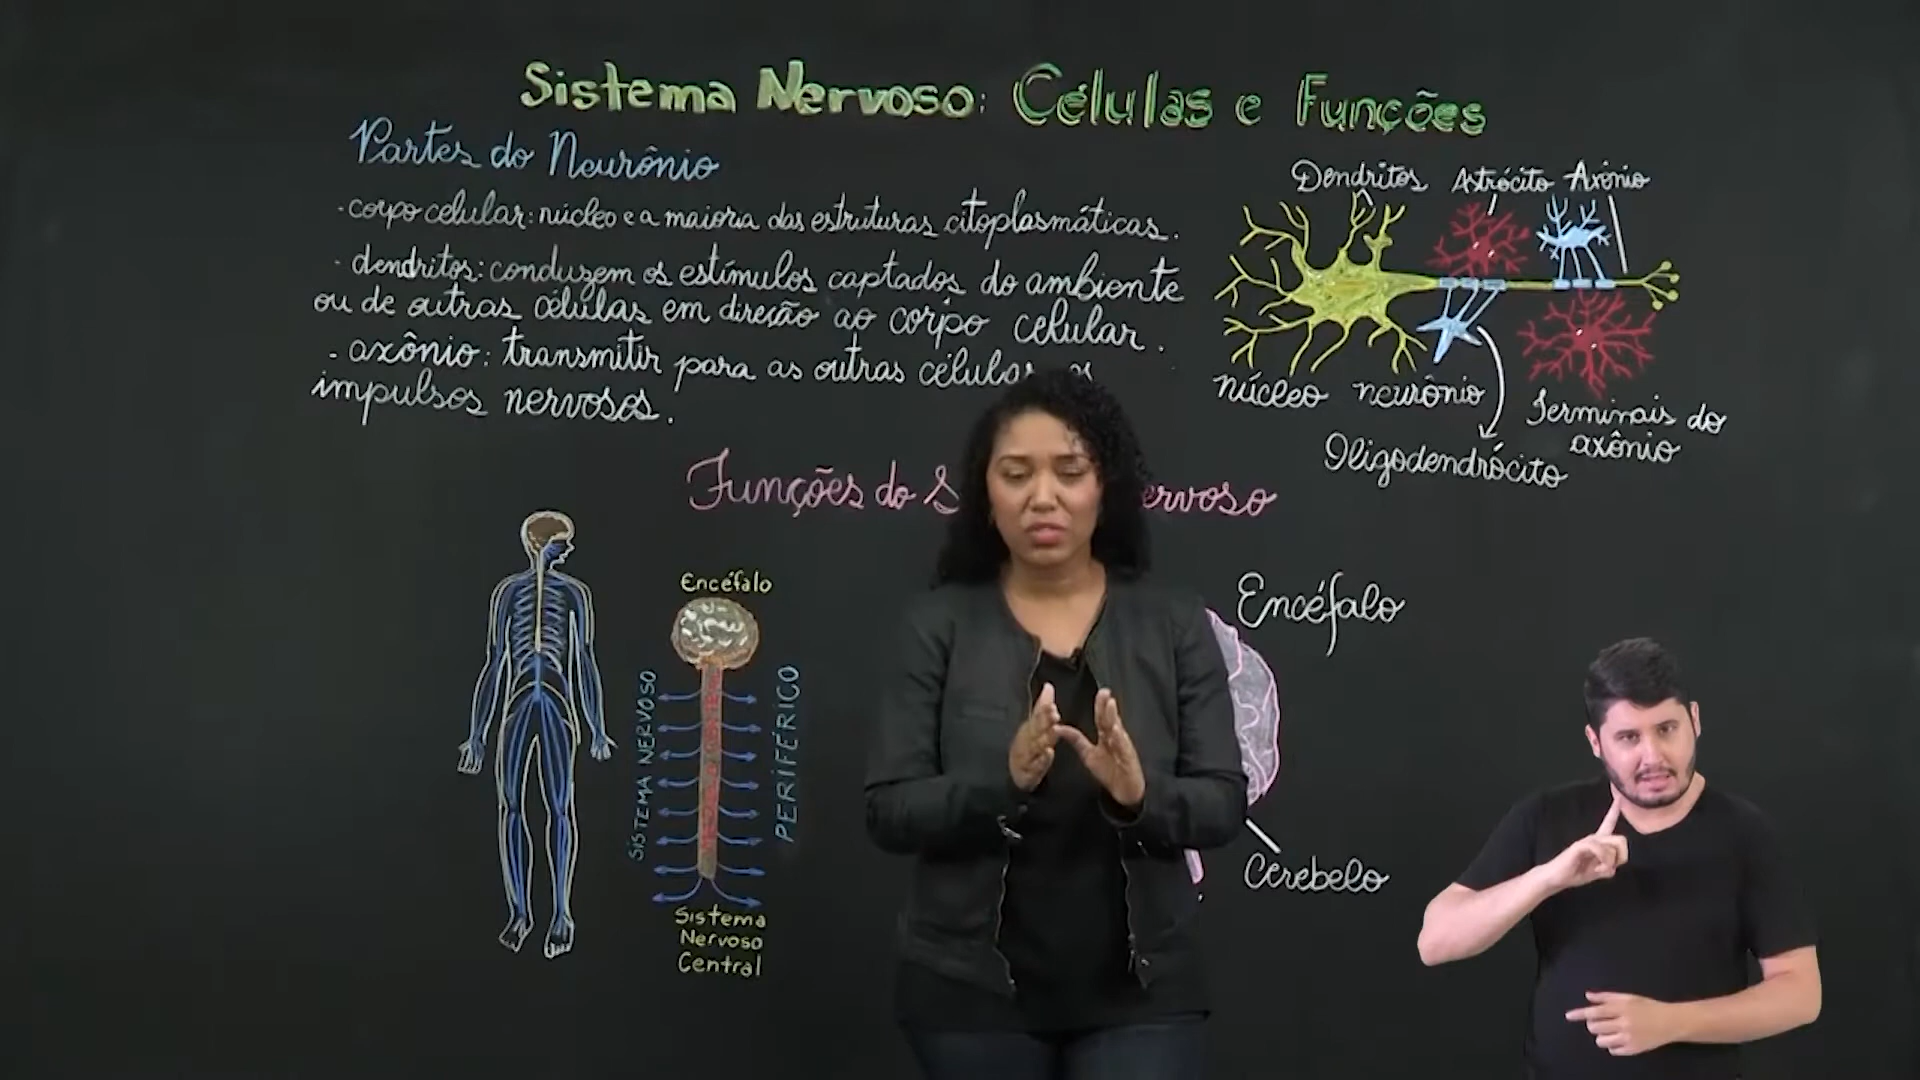 Sistema Nervoso: Células e Funções
Partes do Neurônio
- corpo celular: núcleo e a maioria das estruturas citoplasmáticas.
- dendritos: conduzem os estímulos captados do ambiente
ou de outras células em direção ao corpo celular.
- axônio: transmitir para as outras células os
impulsos nervosos.
Dendritos Astrócito Axônio
núcleo neurônio
Terminais do
axônio
Oligodendrócito
Funções do S ervoso
Encéfalo
SISTEMA NERVOSO
PERIFÉRICO
Sistema
Nervoso
Central
Encéfalo
Cerebelo